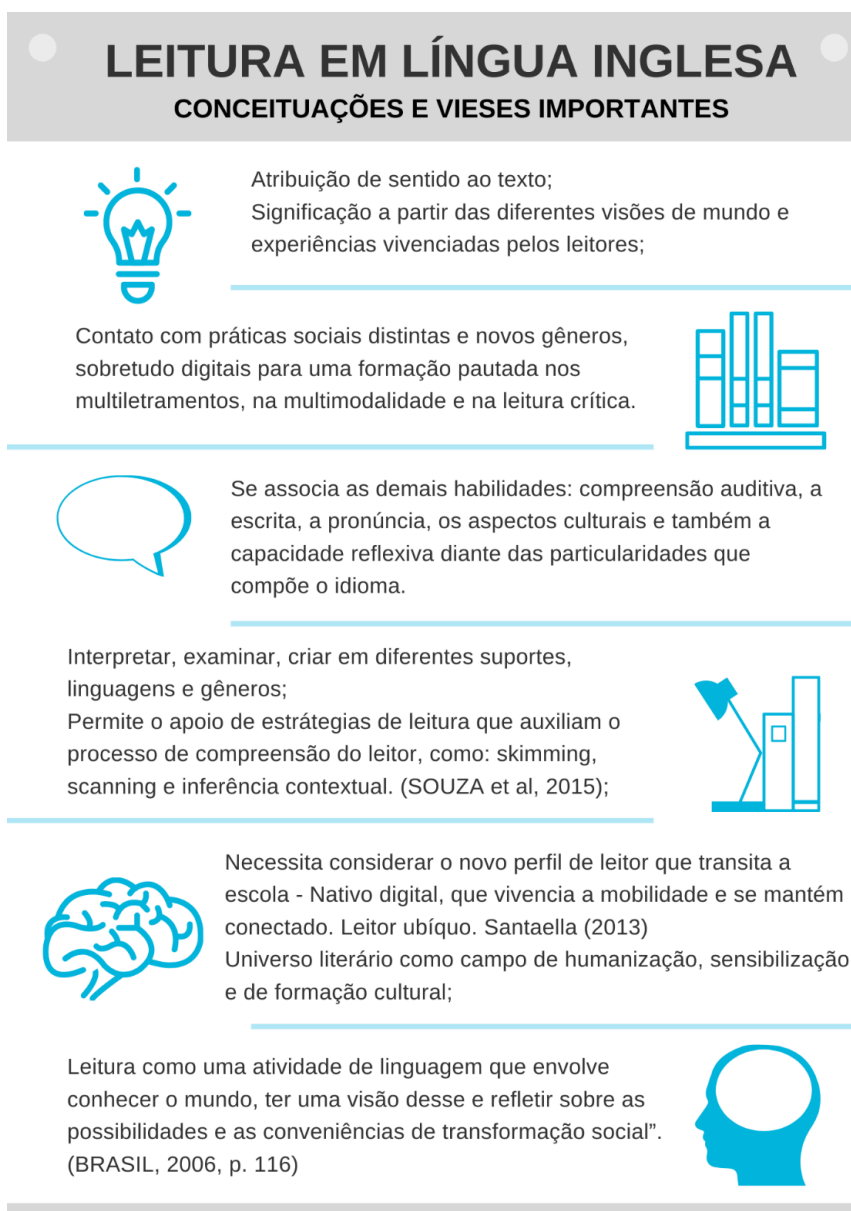 LEITURA EM LÍNGUA INGLESA
CONCEITUAÇÕES E VIESES IMPORTANTES
Atribuição de sentido ao texto;
Significação a partir das diferentes visões de mundo e
experiências vivenciadas pelos leitores;
Contato com práticas sociais distintas e novos gêneros,
sobretudo digitais para uma formação pautada nos
multiletramentos, na multimodalidade e na leitura crítica.
Se associa as demais habilidades: compreensão auditiva, a
escrita, a pronúncia, os aspectos culturais e também a
capacidade reflexiva diante das particularidades que
compõe o idioma.
Interpretar, examinar, criar em diferentes suportes,
linguagens e gêneros;
Permite o apoio de estrátegias de leitura que auxiliam o
processo de compreensão do leitor, como: skimming,
scanning e inferência contextual. (SOUZA et al, 2015);
Necessita considerar o novo perfil de leitor que transita a
escola - Nativo digital, que vivencia a mobilidade e se mantém
conectado. Leitor ubíquo. Santaella (2013)
Universo literário como campo de humanização, sensibilização
e de formação cultural;
Leitura como uma atividade de linguagem que envolve
conhecer o mundo, ter uma visão desse e refletir sobre as
possibilidades e as conveniências de transformação social”.
(BRASIL, 2006, p. 116)